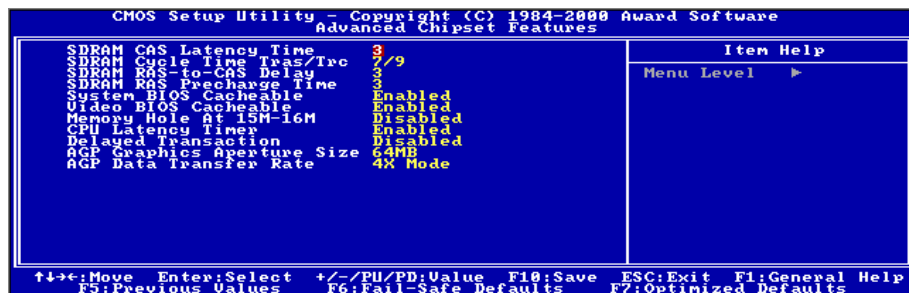 CMOS Setup Utility - Copyright (C) 1984-2000 Award Software
Advanced Chipset Features
SDRAM CAS Latency Time 3
SDRAM Cycle Time Tras/Trc 7/9
SDRAM RAS-to-CAS Delay 3
SDRAM RAS Precharge Time 3
System BIOS Cacheable Enabled
Video BIOS Cacheable Enabled
Memory Hole At 15M-16M Disabled
CPU Latency Timer Enabled
Delayed Transaction Disabled
AGP Graphics Aperture Size 64MB
AGP Data Transfer Rate 4X Mode
Item Help
Menu Level ►
↑↓→←:Move Enter:Select +/-/PU/PD:Value F10:Save ESC:Exit F1:General Help
F5:Previous Values F6:Fail-Safe Defaults F7:Optimized Defaults